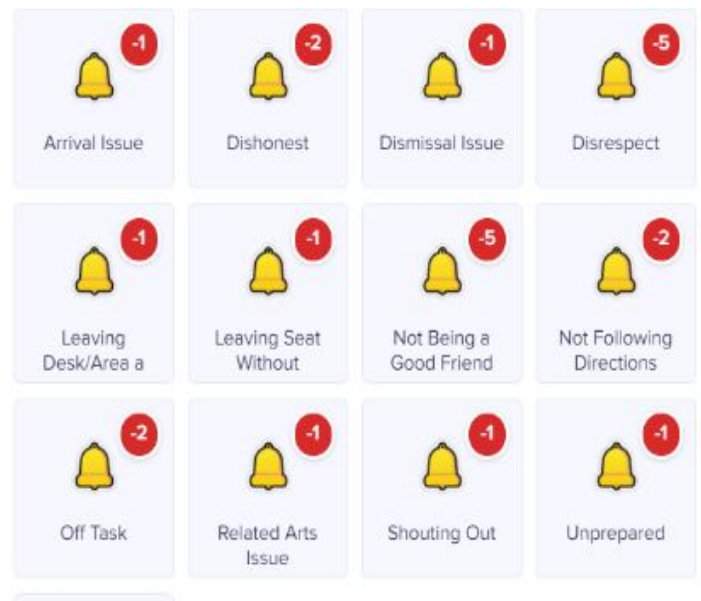 -1
Arrival Issue
-2
Dishonest
-1
Dismissal Issue
-5
Disrespect
-1
Leaving
Desk/Area a
-1
Leaving Seat
Without
-5
Not Being a
Good Friend
-2
Not Following
Directions
-2
Off Task
-1
Related Arts
Issue
-1
Shouting Out
-1
Unprepared